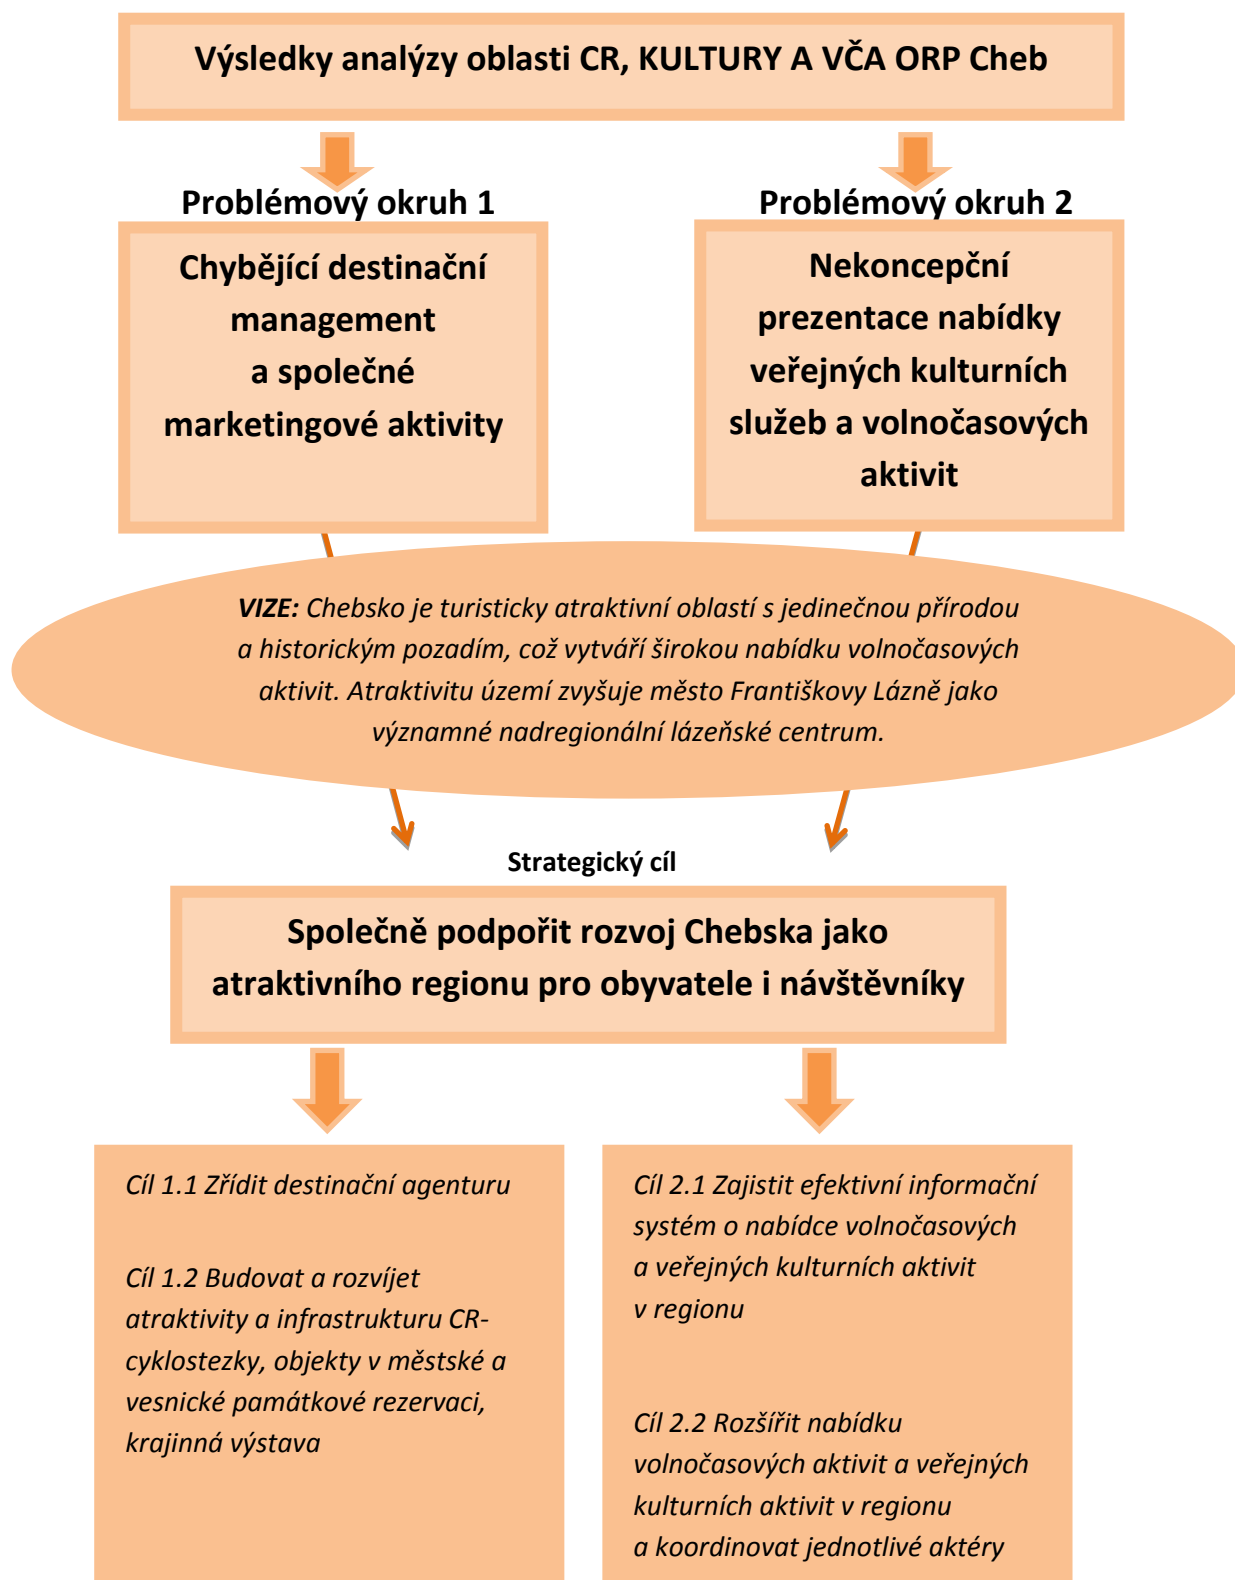 Výsledky analýzy oblasti CR, KULTURY A VČA ORP Cheb
Problémový okruh 1
Chybějící destinační
management
a společné
marketingové aktivity
Problémový okruh 2
Nekoncepční
prezentace nabídky
veřejných kulturních
služeb a volnočasových
aktivit
VIZE: Chebsko je turisticky atraktivní oblastí s jedinečnou přírodou
a historickým pozadím, což vytváří širokou nabídku volnočasových
aktivit. Atraktivitu území zvyšuje město Františkovy Lázně jako
významné nadregionální lázeňské centrum.
Strategický cíl
Společně podpořit rozvoj Chebska jako
atraktivního regionu pro obyvatele i návštěvníky
Cíl 1.1 Zřídit destinační agenturu
Cíl 1.2 Budovat a rozvíjet
atraktivity a infrastrukturu CR-
cyklostezky, objekty v městské a
vesnické památkové rezervaci,
krajinná výstava
Cíl 2.1 Zajistit efektivní informační
systém o nabídce volnočasových
a veřejných kulturních aktivit
v regionu
Cíl 2.2 Rozšířit nabídku
volnočasových aktivit a veřejných
kulturních aktivit v regionu
a koordinovat jednotlivé aktéry